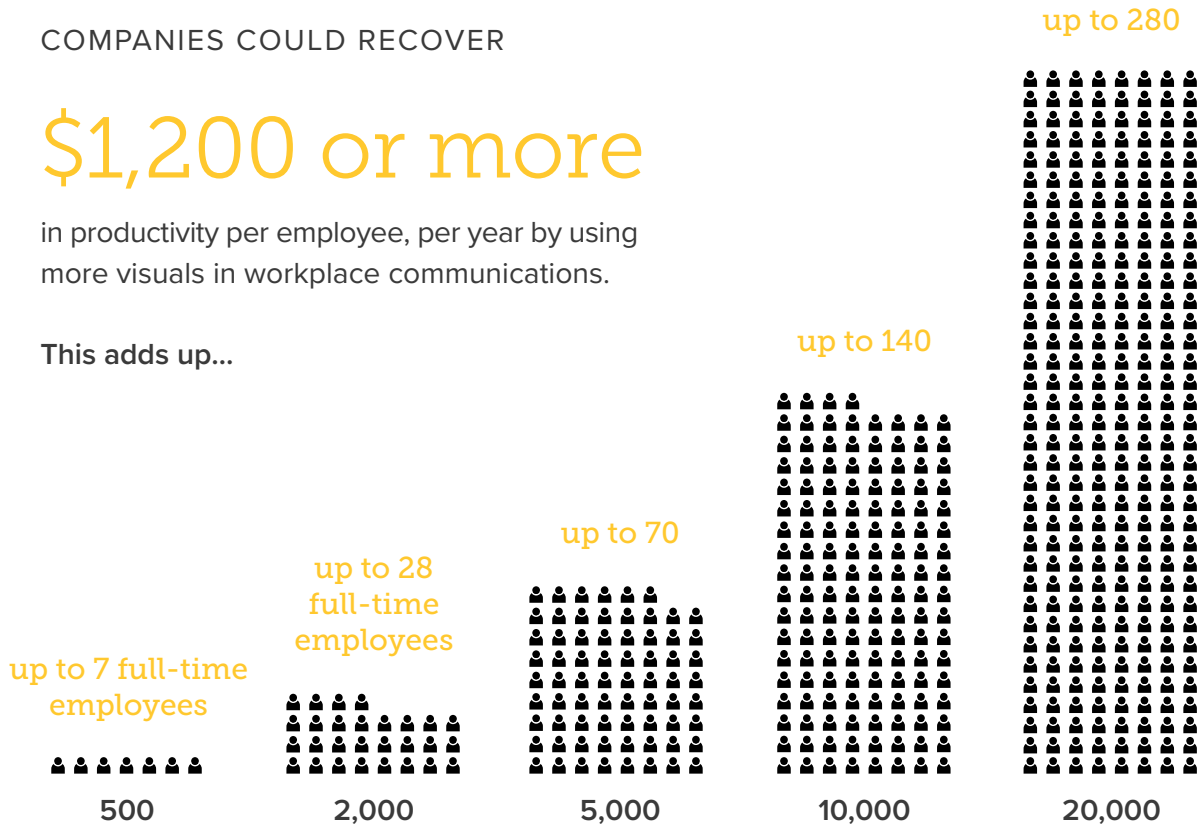 COMPANIES COULD RECOVER
$1,200 or more
in productivity per employee, per year by using
more visuals in workplace communications.
This adds up...
up to 7 full-time
employees
up to 28
full-time
employees
up to 70
up to 140
up to 280
500
2,000
5,000
10,000
20,000